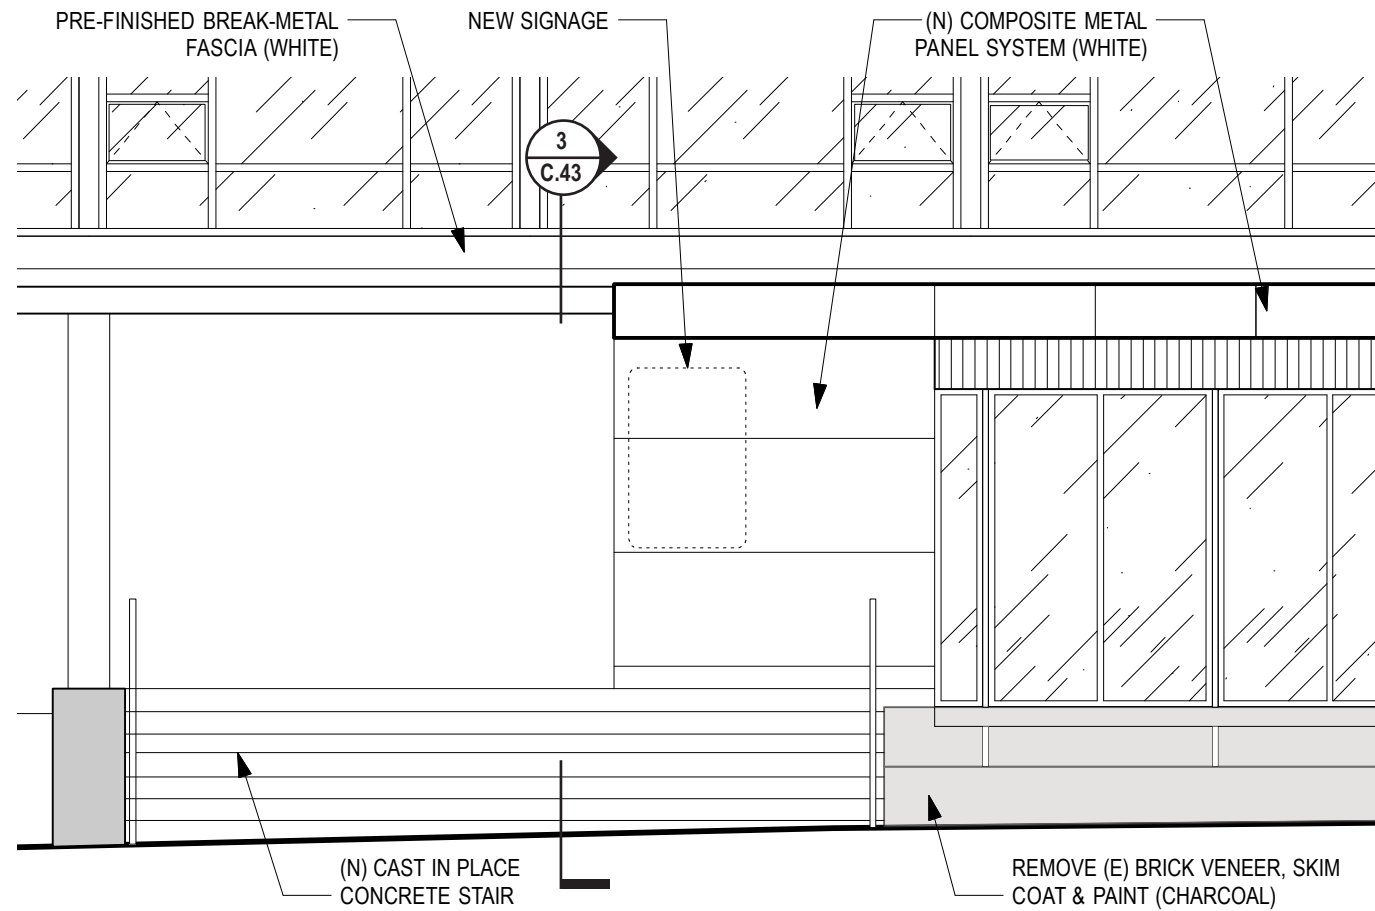 PRE-FINISHED BREAK-METAL
FASCIA (WHITE)
NEW SIGNAGE
(N) COMPOSITE METAL
PANEL SYSTEM (WHITE)
3
C.43
(N) CAST IN PLACE
CONCRETE STAIR
REMOVE (E) BRICK VENEER, SKIM
COAT & PAINT (CHARCOAL)